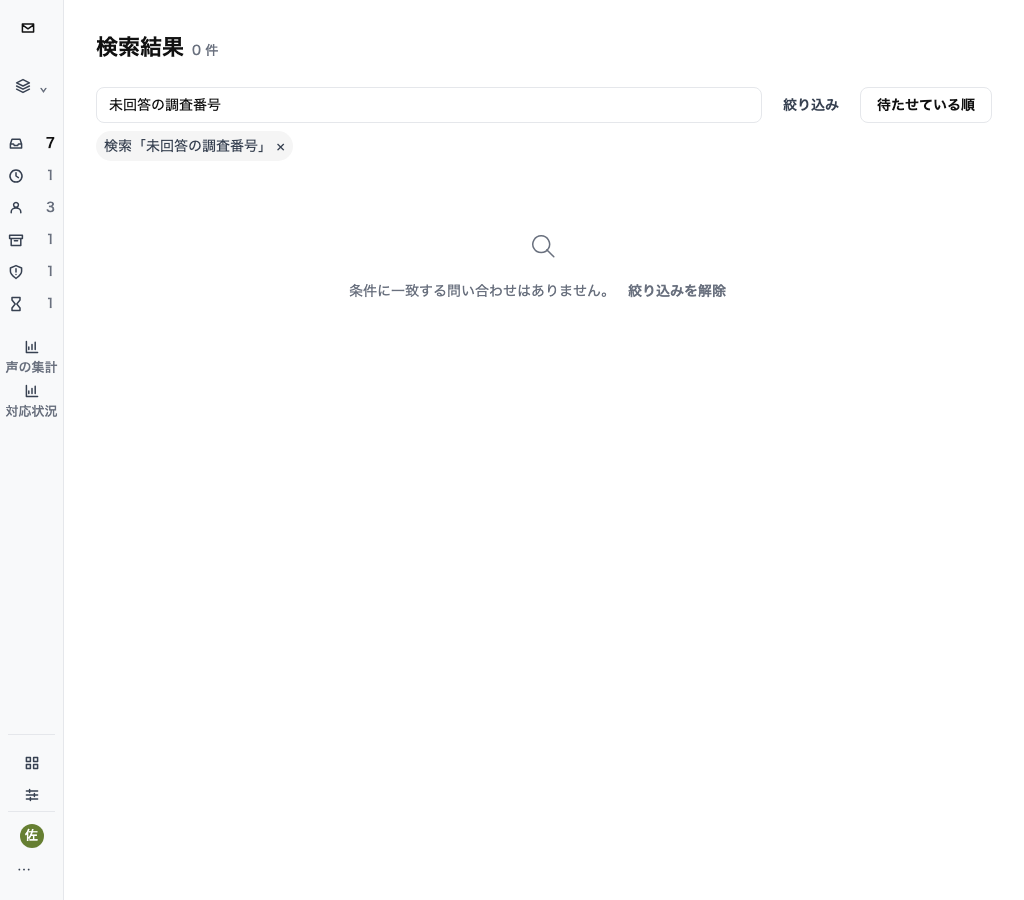 検索結果 0 件
未回答の調査番号
絞り込み
待たせている順
検索「未回答の調査番号」 ×
条件に一致する問い合わせはありません。 絞り込みを解除
7
1
3
1
1
1
声の集計
対応状況
佐
…